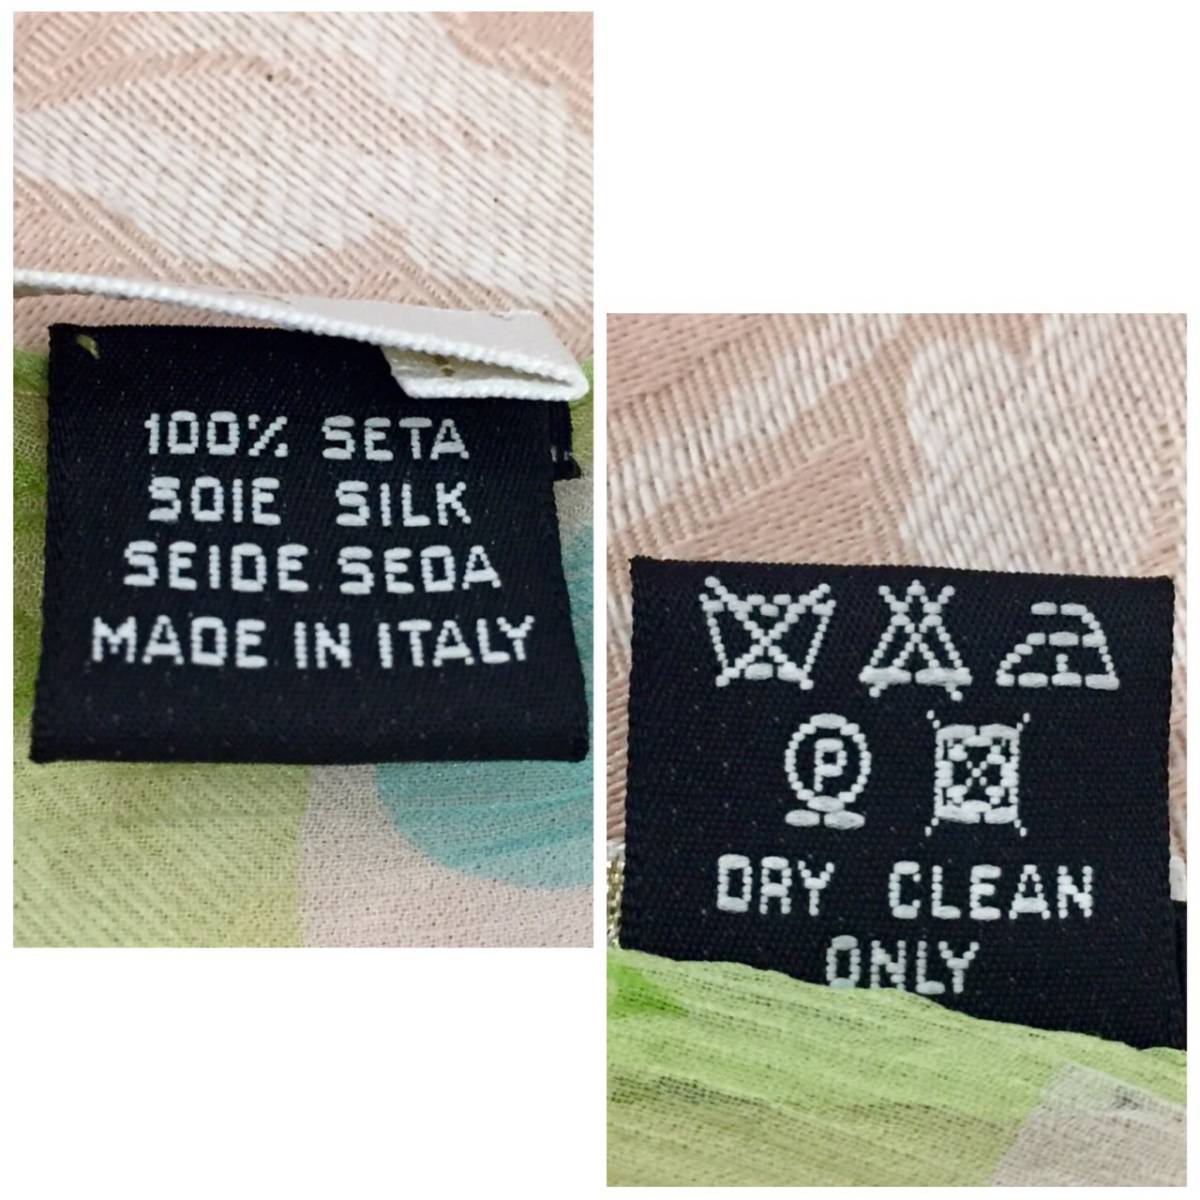 100% SETA
SOIE SILK
SEIDE SEDA
MADE IN ITALY
P
DRY CLEAN
ONLY